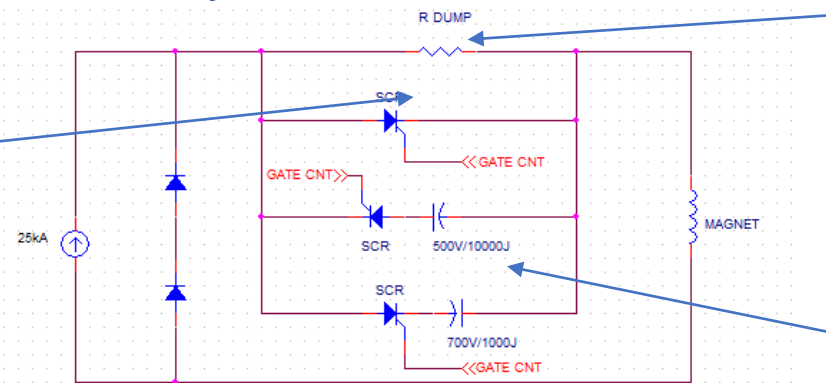 R DUMP
SCR
<<GATE CNT
GATE CNT>>
25kA
MAGNET
SCR
500V/10000J
SCR
700V/1000J
<<GATE CNT